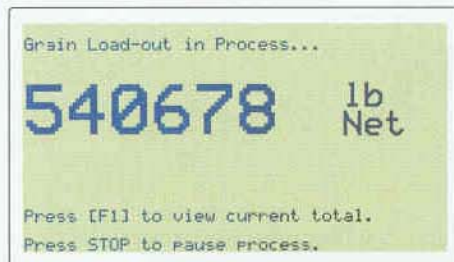 Grain Load-out in Process...
540678 lb
Net
Press [F1] to view current total.
Press STOP to pause process.